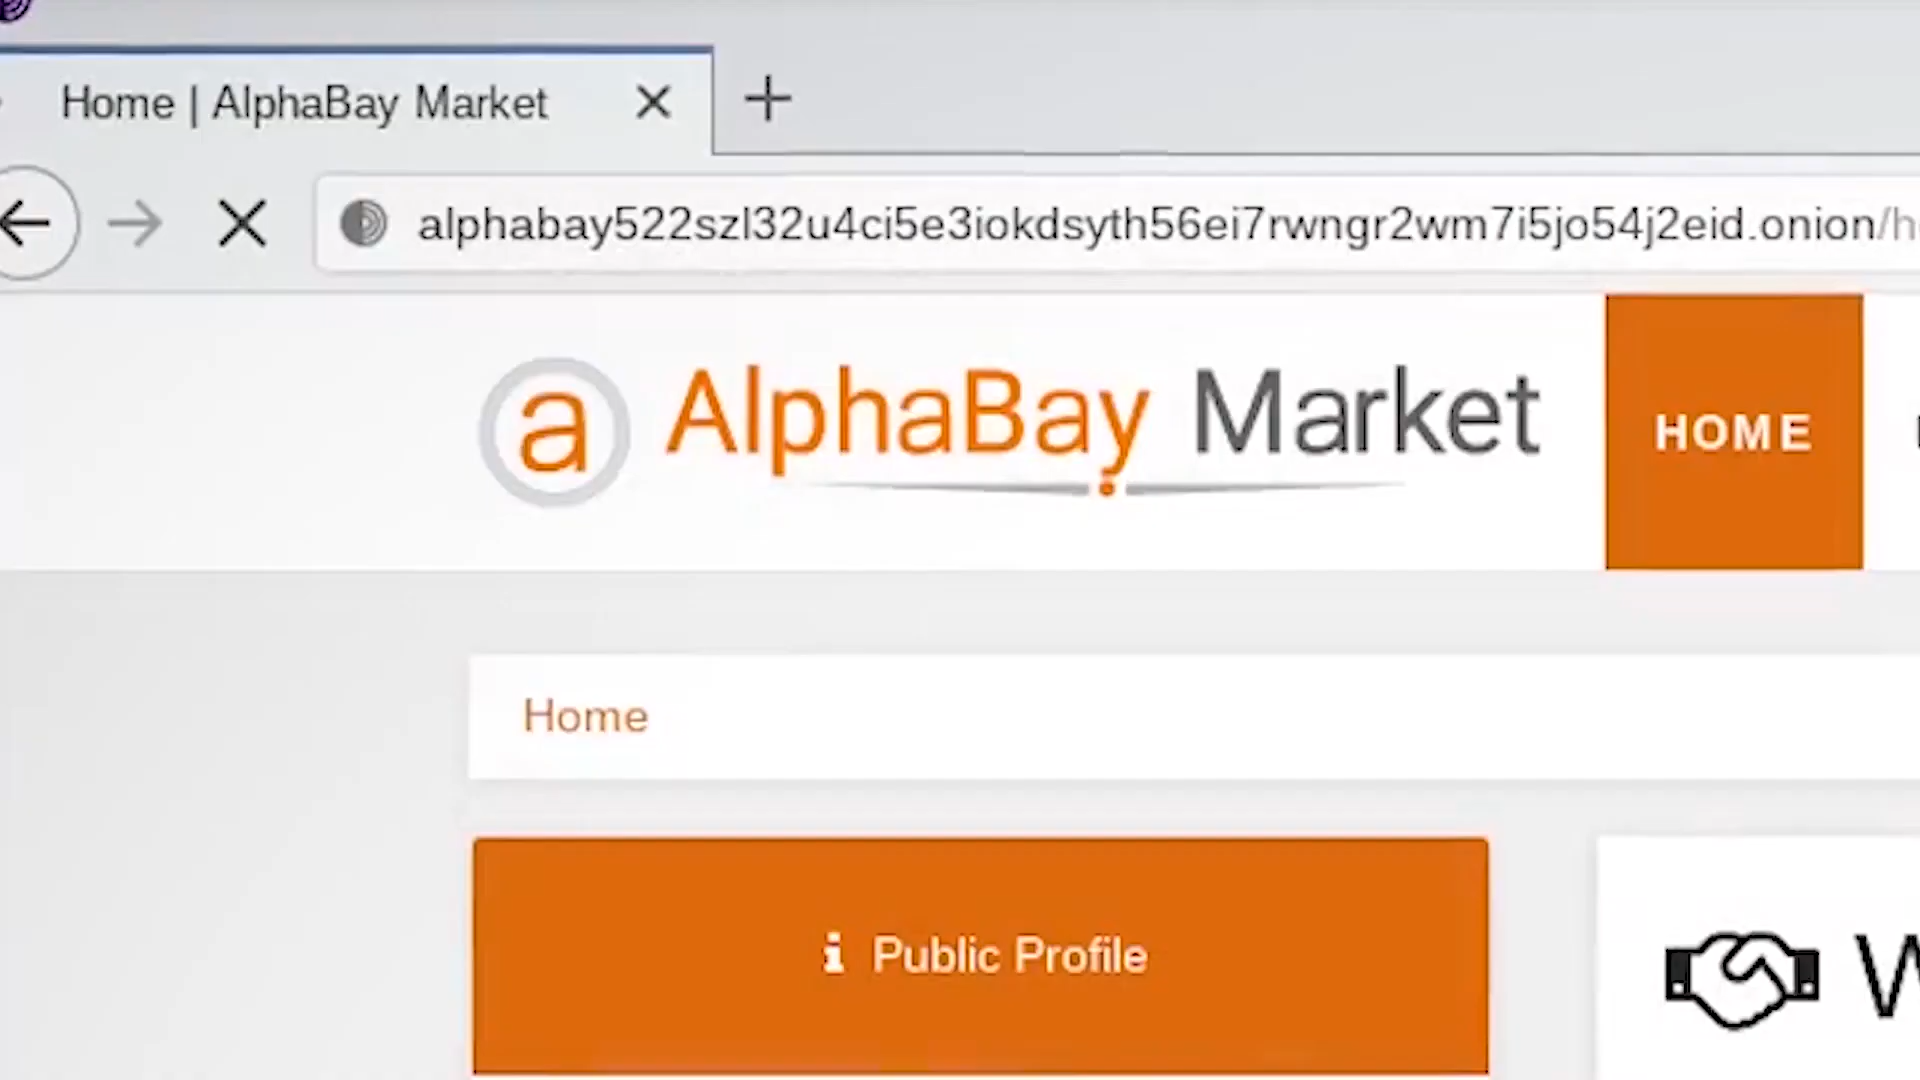 Home | AlphaBay Market
alphabay522szl32u4ci5e3iokdsyth56ei7rwngr2wm7i5jo54j2eid.onion/h
a AlphaBay Market
HOME
Home
Public Profile
W